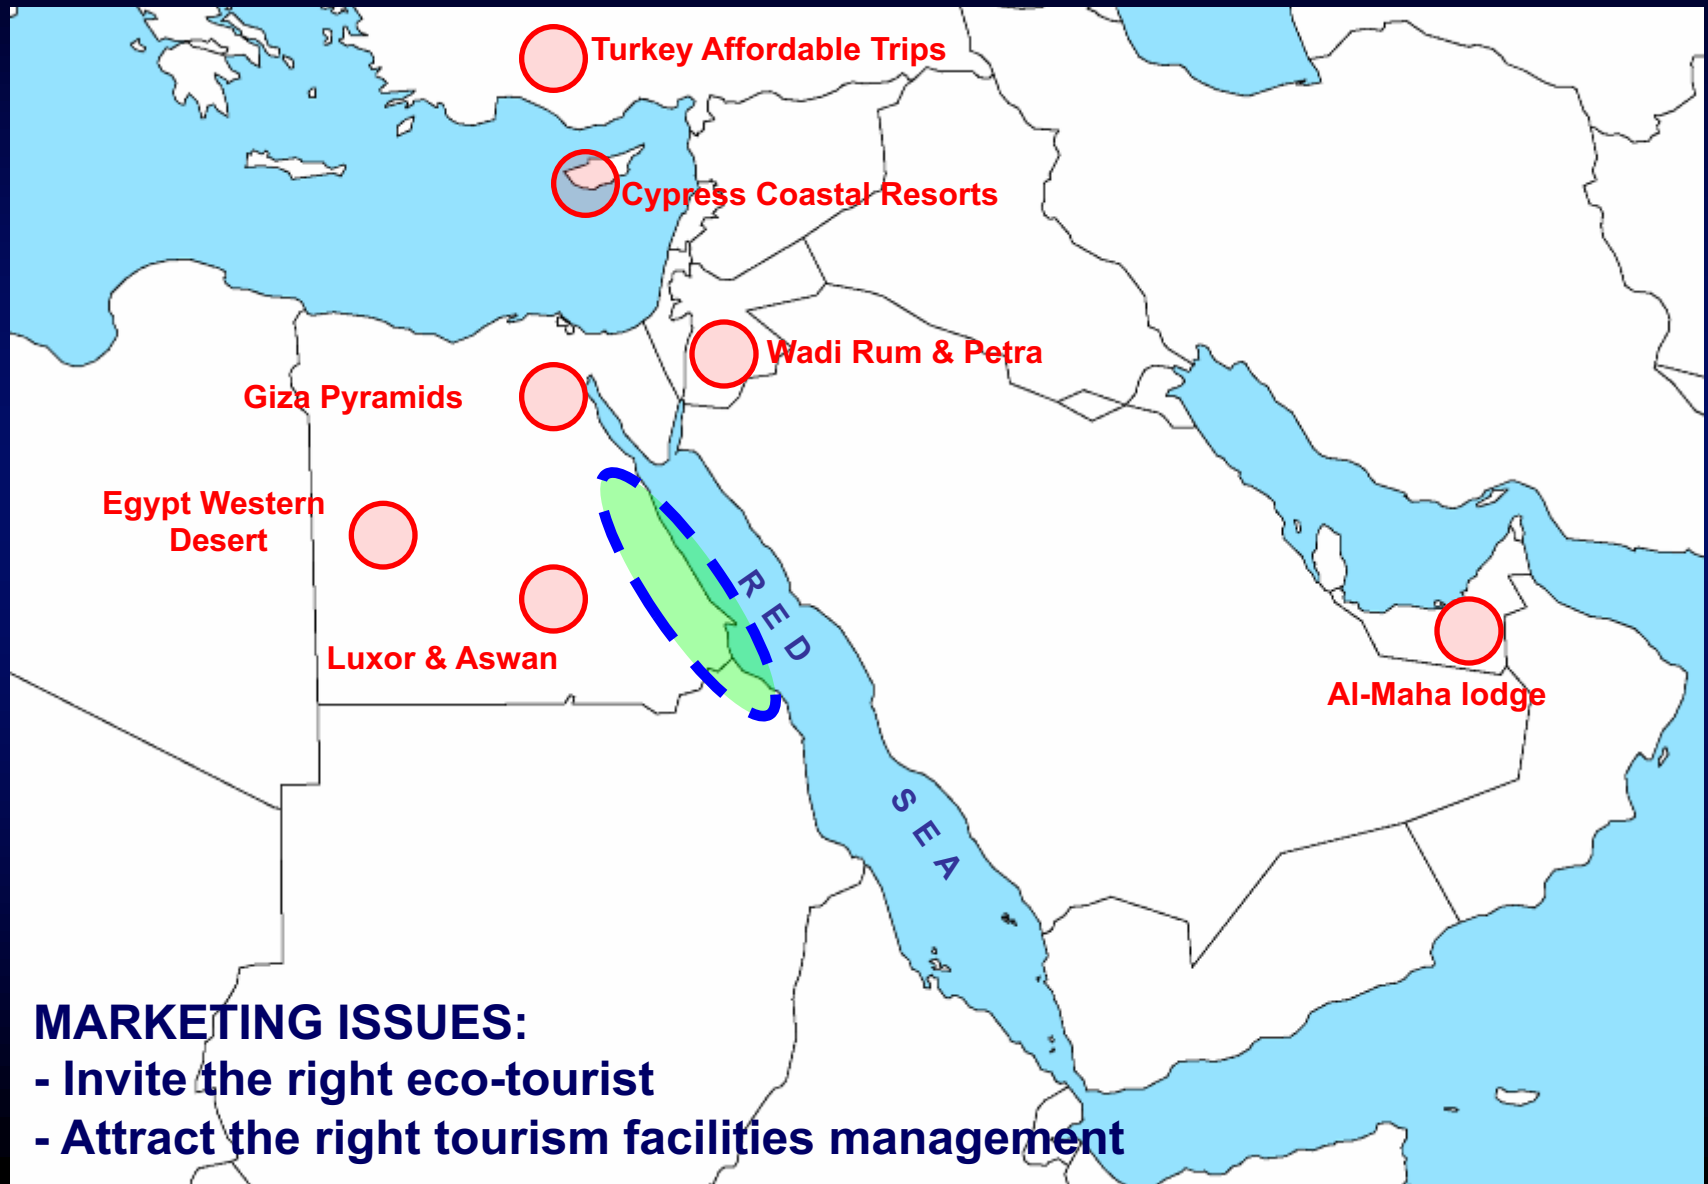 Turkey Affordable Trips
Cypress Coastal Resorts
Wadi Rum & Petra
Giza Pyramids
Egypt Western
Desert
Luxor & Aswan
RED
SEA
Al-Maha lodge
MARKETING ISSUES:
- Invite the right eco-tourist
- Attract the right tourism facilities management